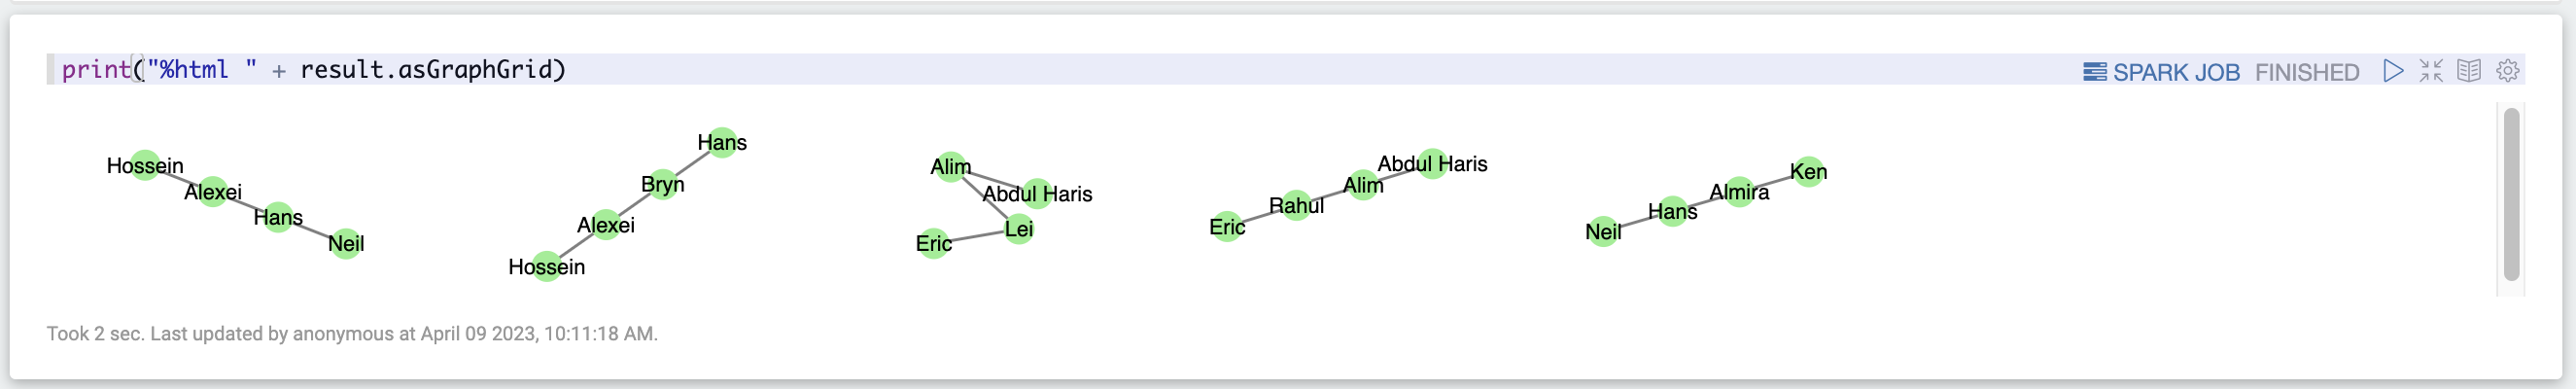 print("%html " + result.asGraphGrid)
SPARK JOB FINISHED
Hossein
Alexei
Hans
Neil
Hans
Bryn
Alexei
Hossein
Alim
Abdul Haris
Lei
Eric
Abdul Haris
Alim
Rahul
Eric
Ken
Almira
Hans
Neil
Took 2 sec. Last updated by anonymous at April 09 2023, 10:11:18 AM.